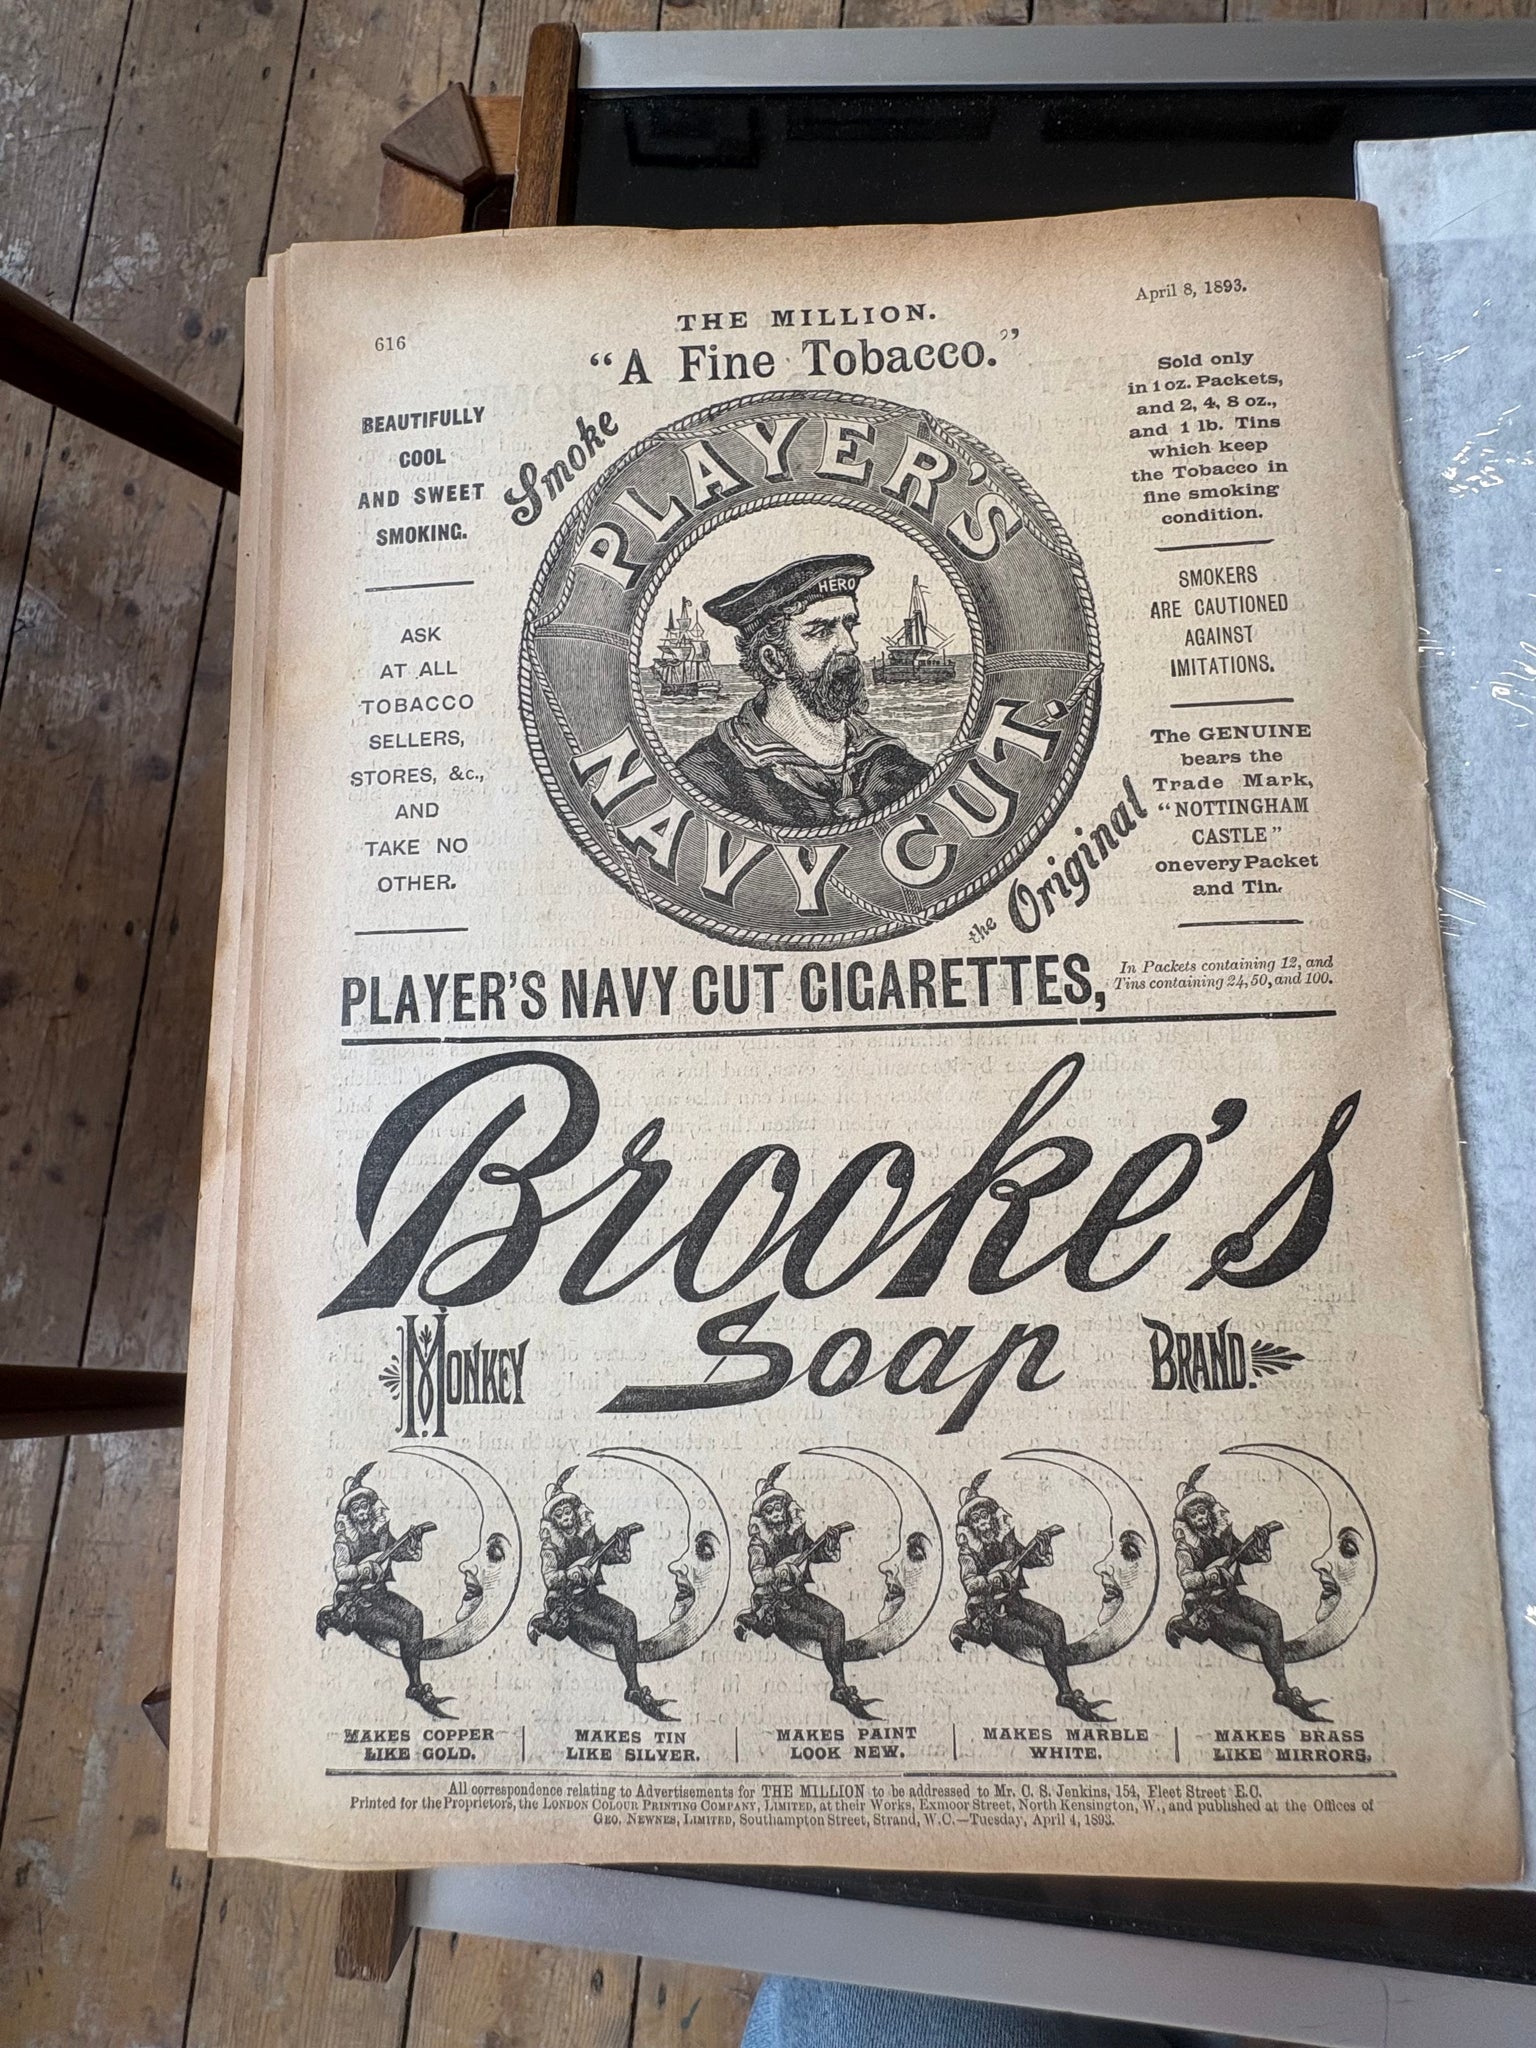 616
THE MILLION.
April 8, 1893.
"A Fine Tobacco."
BEAUTIFULLY
COOL
AND SWEET
SMOKING.
ASK
AT ALL
TOBACCO
SELLERS,
STORES, &c.,
AND
TAKE NO
OTHER.
Smoke
PLAYER'S
HERO
NAVY CUT.
the Original
Sold only
in 1 oz. Packets,
and 2, 4, 8 oz.,
and 1 lb. Tins
which keep
the Tobacco in
fine smoking
condition.
SMOKERS
ARE CAUTIONED
AGAINST
IMITATIONS.
The GENUINE
bears the
Trade Mark,
"NOTTINGHAM
CASTLE"
on every Packet
and Tin.
PLAYER'S NAVY CUT CIGARETTES,
In Packets containing 12, and
Tins containing 24, 50, and 100.
Brooke's
MONKEY Soap BRAND.
MAKES COPPER
LIKE GOLD.
MAKES TIN
LIKE SILVER.
MAKES PAINT
LOOK NEW.
MAKES MARBLE
WHITE.
MAKES BRASS
LIKE MIRRORS.
All correspondence relating to Advertisements for THE MILLION to be addressed to Mr. C. S. Jenkins, 154, Fleet Street E.C.
Printed for the Proprietors, the LONDON COLOUR PRINTING COMPANY, LIMITED, at their Works, Exmoor Street, North Kensington, W., and published at the Offices of
GEO. NEWNES, LIMITED, Southampton Street, Strand, W.C.—Tuesday, April 4, 1893.